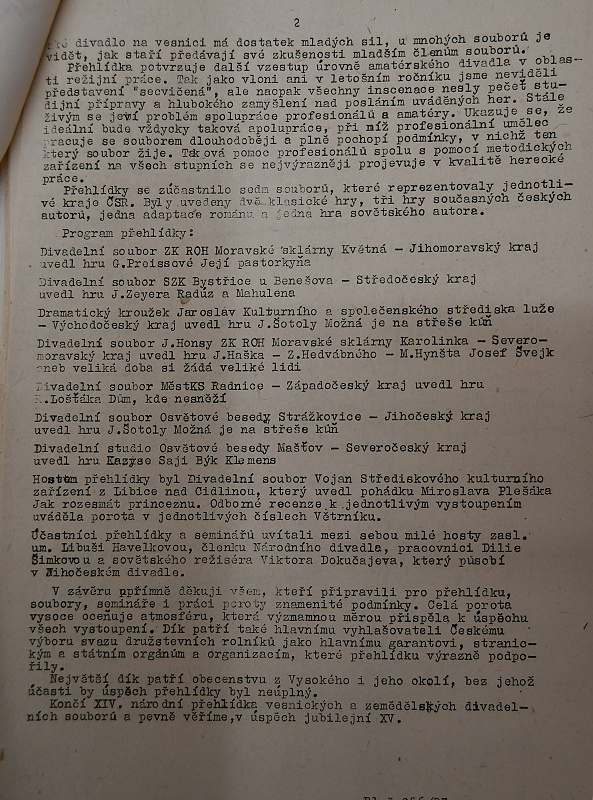 2
ské divadlo na vesnici má dostatek mladých sil, u mnohých souborů je
vidět, jak staří předávají své zkušenosti mladším členům souborů.
Přehlídka potvrzuje další vzestup úrovně amatérského divadla v oblas-
ti režijní práce. Tak jako vloni ani v letošním ročníku jsme neviděli
představení "secvičená", ale naopak všechny inscenace nesly pečeť stu-
dijní přípravy a hlubokého zamyšlení nad posláním uváděných her. Stále
živým se jeví problém spolupráce profesionálů a amatéry. Ukazuje se, že
ideální bude vždycky taková apolupráce, při níž profesionální umělec
pracuje se souborem dlouhodoběji a plně pochopí podmínky, v nichž ten
který soubor žije. Taková pomoc profesionálů spolu s pomocí metodických
zařízení na všech stupních se nejvýrazněji projevuje v kvalitě herecké
práce.
Přehlídky se zúčastnilo sedm souborů, které reprezentovaly jednotli-
vé kraje ČSR. Byly uvedeny dvě klasické hry, tři hry současných českých
autorů, jedna adaptace románu a jedna hra sovětského autora.
Program přehlídky:
Divadelní soubor ZK ROH Moravské sklárny Květná - Jihomoravský kraj
uvedl hru G.Preissové Její pastorkyňa
Divadelní soubor SZK Bystřice u Benešova - Středočeský kraj
uvedl hru J.Zeyera Radúz a Mahulena
Dramatický kroužek Jaroslav Kulturního a společenského střediska luže
- Východočeský kraj uvedl hru J.Šotoly Možná je na střeše kůň
Divadelní soubor J.Honsy ZK ROH Moravské sklárny Karolinka - Severo-
moravský kraj uvedl hru J.Haška - Z.Hedvábného - M.Hynšta Josef Švejk
aneb veliká doba si žádá veliké lidi
Divadelní soubor MěstKS Radnice - Západočeský kraj uvedl hru
R.Lošťáka Dům, kde nesněží
Divadelní soubor Osvětové besedy Strážkovice - Jihočeský kraj
uvedl hru J.Šotoly Možná je na střeše kůň
Divadelní studio Osvětové besedy Mašťov - Severočeský kraj
uvedl hru Kazyse Saji Býk Klemens
Hostem přehlídky byl Divadelní soubor Vojan Střediskového kulturního
zařízení z Libice nad Cidlinou, který uvedl pohádku Miroslava Plešáka
Jak rozesmát princeznu. Odborné recenze k jednotlivým vystoupením
uváděla porota v jednotlivých číslech Větrníku.
Účastníci přehlídky a seminářů uvítali mezi sebou milé hosty zasl.
um. Libuši Havelkovou, členku Národního divadla, pracovnici Dilie
Šimkovou a sovětského režiséra Viktora Dokučajeva, který působí
v Jihočeském divadle.
V závěru upřímně děkuji všem, kteří připravili pro přehlídku,
soubory, semináře i práci poroty znamenité podmínky. Celá porota
vysoce oceňuje atmosféru, která významnou měrou přispěla k úspěchu
všech vystoupení. Dík patří také hlavnímu vyhlašovateli Českému
výboru svazu družstevních rolníků jako hlavnímu garantovi, stranic-
kým a státním orgánům a organizacím, které přehlídku výrazně podpo-
řily.
Největší dík patří obecenstvu z Vysokého i jeho okolí, bez jehož
účasti by úspěch přehlídky byl neúplný.
Končí XIV. národní přehlídka vesnických a zemědělských divadel-
ních souborů a pevně věříme,v úspěch jubilejní XV.